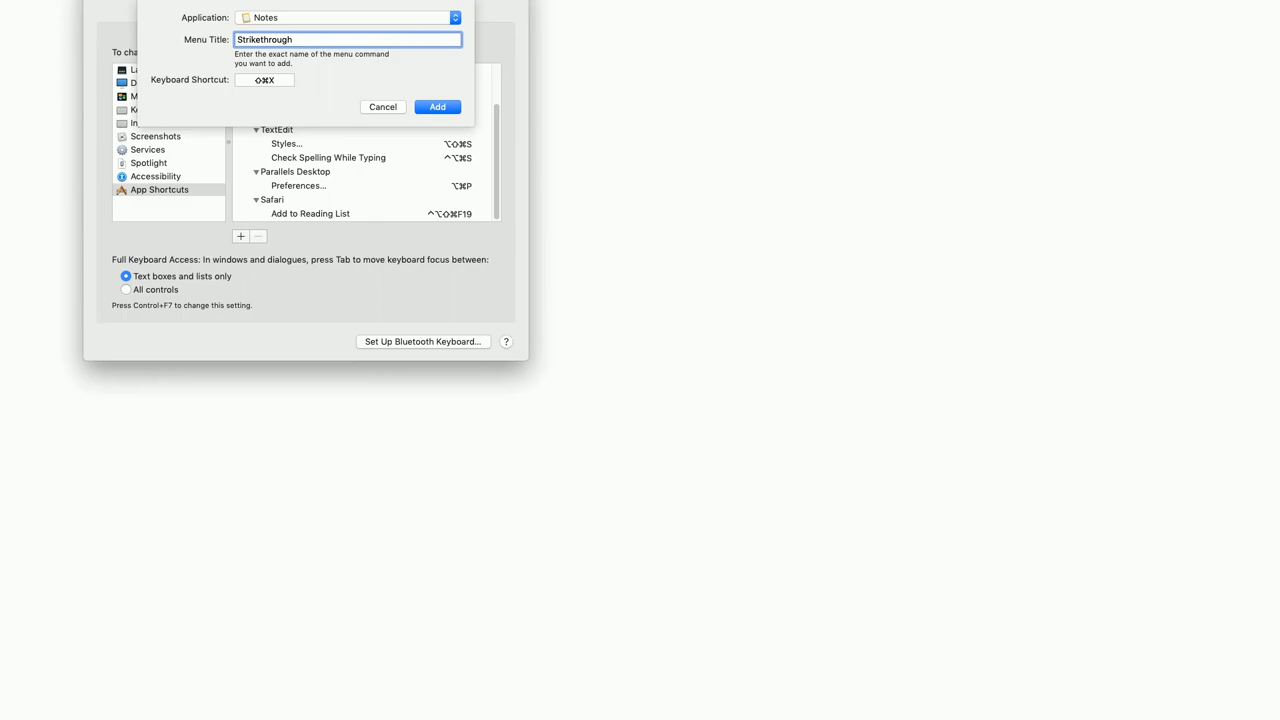 Application: Notes
Menu Title: Strikethrough
Enter the exact name of the menu command
you want to add.
Keyboard Shortcut: ⇧⌘X
Cancel Add
To cha
La
D
M
Ke
In
Screenshots
Services
Spotlight
Accessibility
App Shortcuts
TextEdit
Styles... ⌥⇧⌘S
Check Spelling While Typing ^⌥⌘S
Parallels Desktop
Preferences... ⌥⌘P
Safari
Add to Reading List ^⌥⇧⌘F19
+ −
Full Keyboard Access: In windows and dialogues, press Tab to move keyboard focus between:
Text boxes and lists only
All controls
Press Control+F7 to change this setting.
Set Up Bluetooth Keyboard... ?